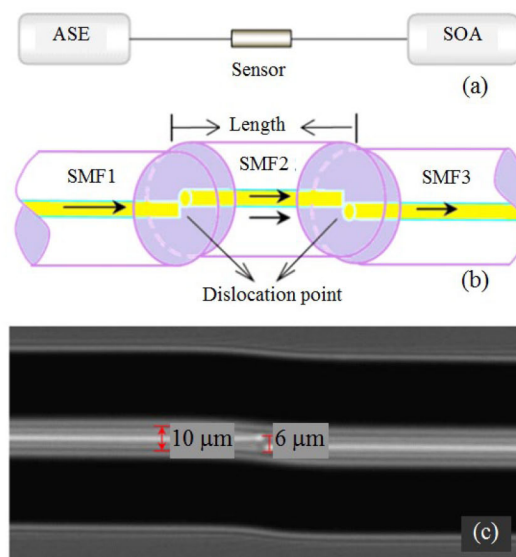 ASE
SOA
Sensor
(a)
Length
SMF1
SMF2
SMF3
(b)
Dislocation point
10 μm
6 μm
(c)